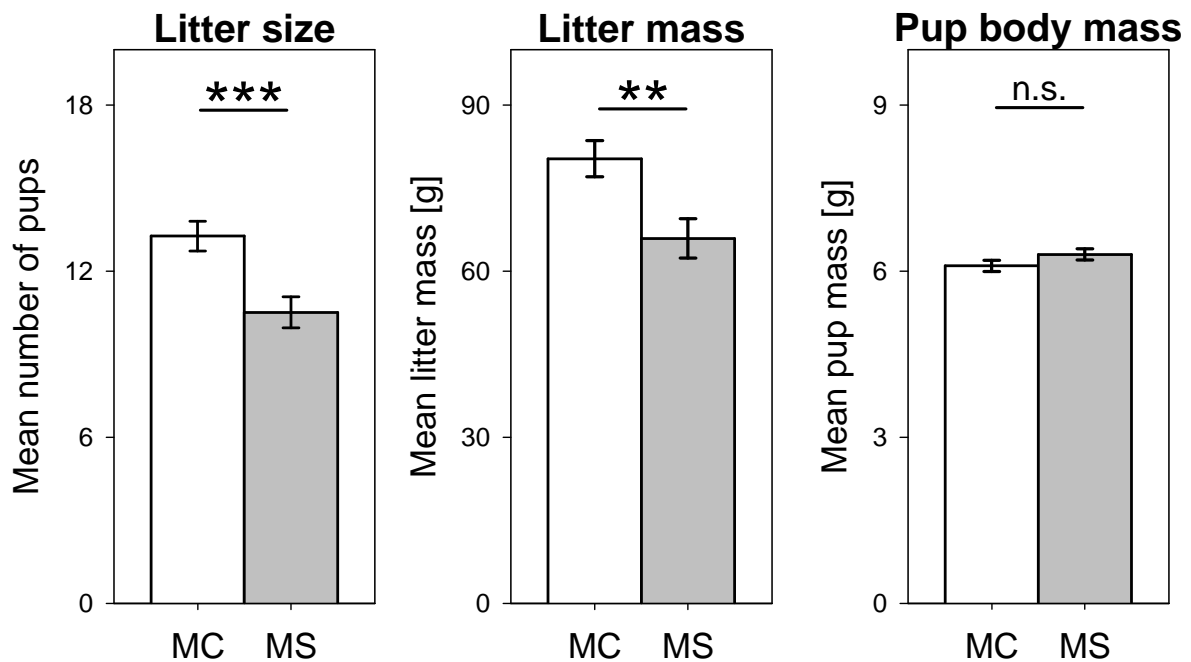 Litter size
***
Mean number of pups
18
12
6
0
MC MS
Litter mass
**
Mean litter mass [g]
90
60
30
0
MC MS
Pup body mass
n.s.
Mean pup mass [g]
9
6
3
0
MC MS